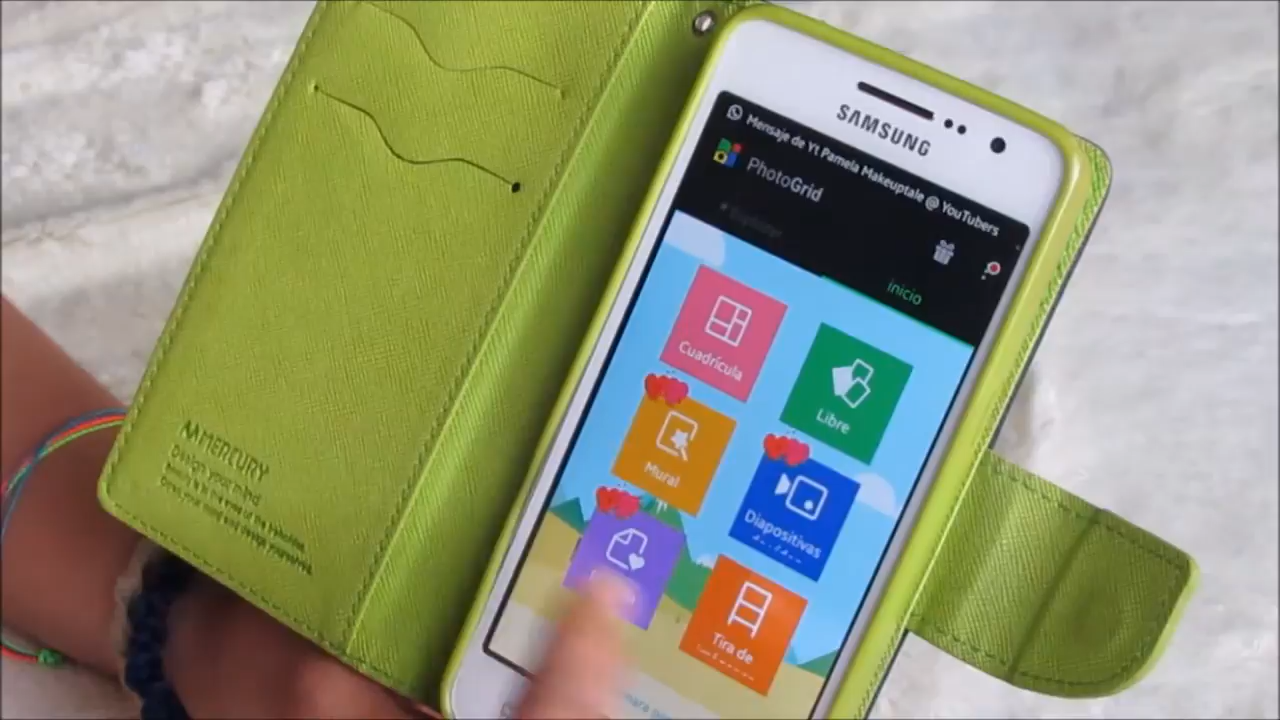 SAMSUNG
Mensaje de Yt Pamela Makeuptale @ YouTubers
PhotoGrid
inicio
Cuadrícula
Libre
Mural
Diapositivas
Tira de
MERCURY
Design your mind